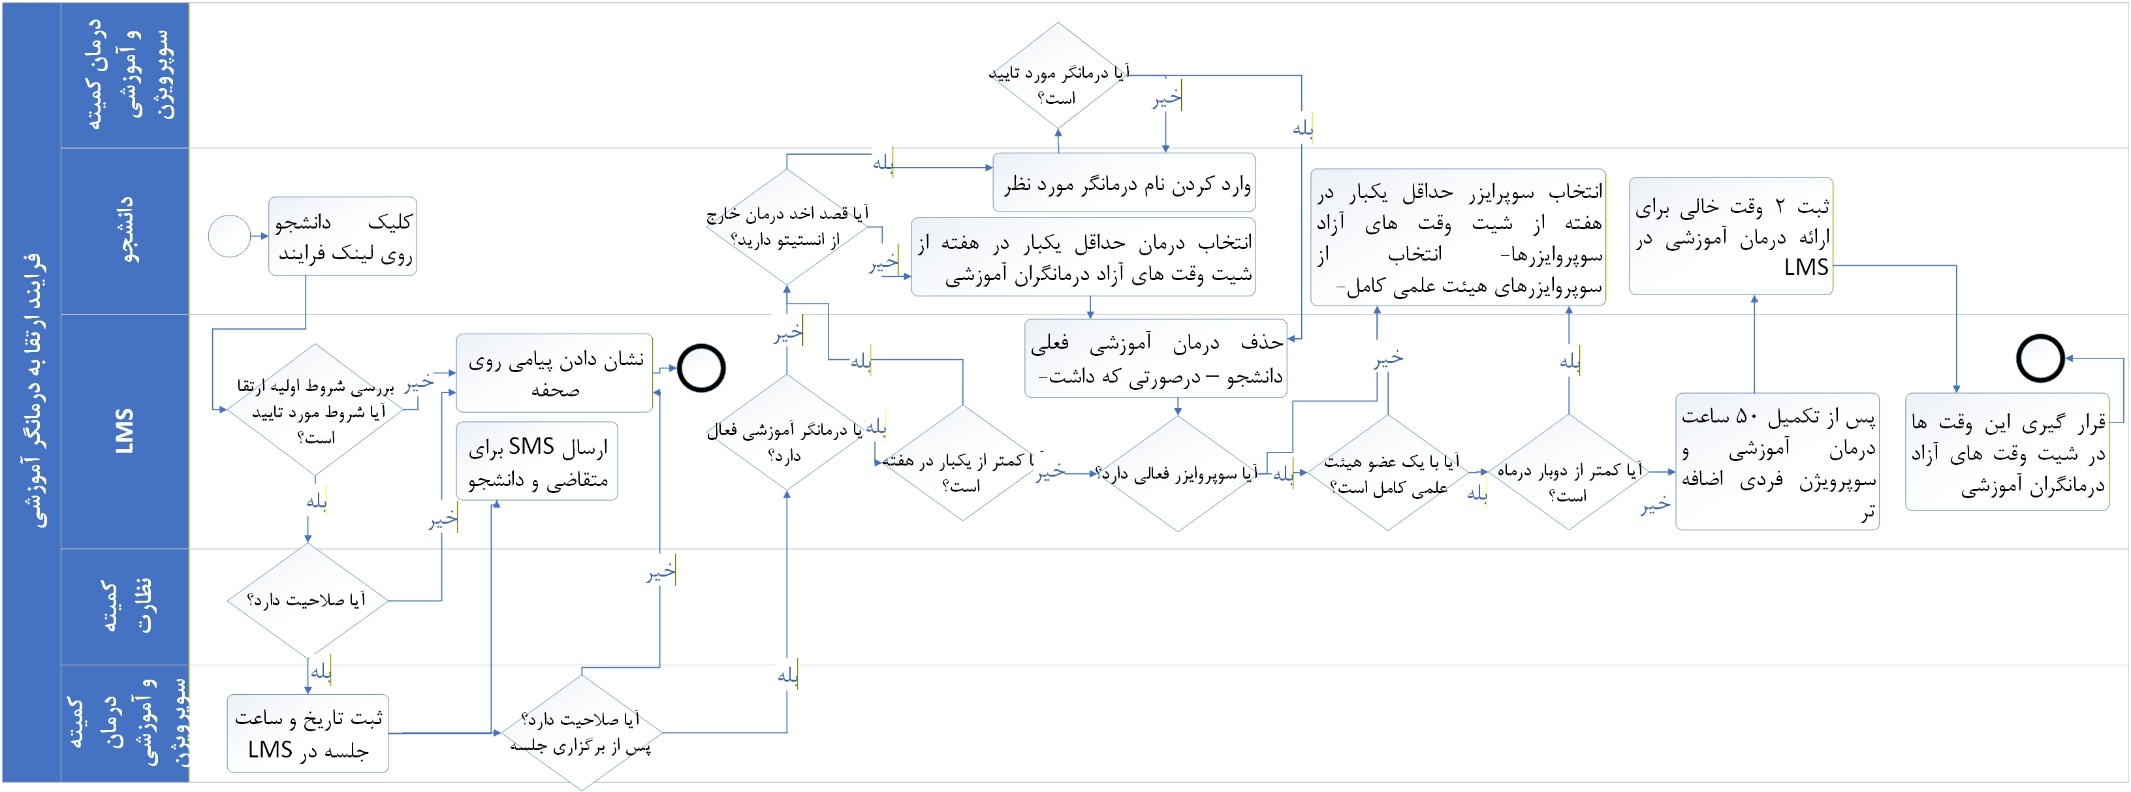 فرایند ارتقا به درمانگر آموزشی
درمان کمیته
و آموزشی
سوپرویژن
دانشجو
LMS
کمیته
نظارت
کمیته
درمان
و آموزشی
سوپرویژن
کلیک دانشجو
روی لینک فرایند
بررسی شروط اولیه ارتقا
آیا شروط مورد تایید
است؟
خیر
بله
نشان دادن پیامی روی
صحفه
ارسال SMS برای
متقاضی و دانشجو
خیر
آیا صلاحیت دارد؟
بله
ثبت تاریخ و ساعت
جلسه در LMS
آیا صلاحیت دارد؟
پس از برگزاری جلسه
خیر
بله
یا درمانگر آموزشی فعال
دارد؟
خیر
بله
آیا قصد اخد درمان خارج
از انستیتو دارید؟
بله
خیر
وارد کردن نام درمانگر مورد نظر
آیا درمانگر مورد تایید
است؟
خیر
بله
انتخاب درمان حداقل یکبار در هفته از
شیت وقت های آزاد درمانگران آموزشی
حذف درمان آموزشی فعلی
دانشجو – درصورتی که داشت-
کمتر از یکبار در هفته
است؟
بله
خیر
آیا سوپروایزر فعالی دارد؟
بله
آیا با یک عضو هیئت
علمی کامل است؟
خیر
بله
انتخاب سوپرایزر حداقل یکبار در
هفته از شیت وقت های آزاد
سوپروایزرها- انتخاب از
سوپروایزرهای هیئت علمی کامل-
آیا کمتر از دوبار درماه
است؟
بله
خیر
پس از تکمیل ۵۰ ساعت
درمان آموزشی و
سوپرویژن فردی اضافه
تر
ثبت ۲ وقت خالی برای
ارائه درمان آموزشی در
LMS
قرار گیری این وقت ها
در شیت وقت های آزاد
درمانگران آموزشی